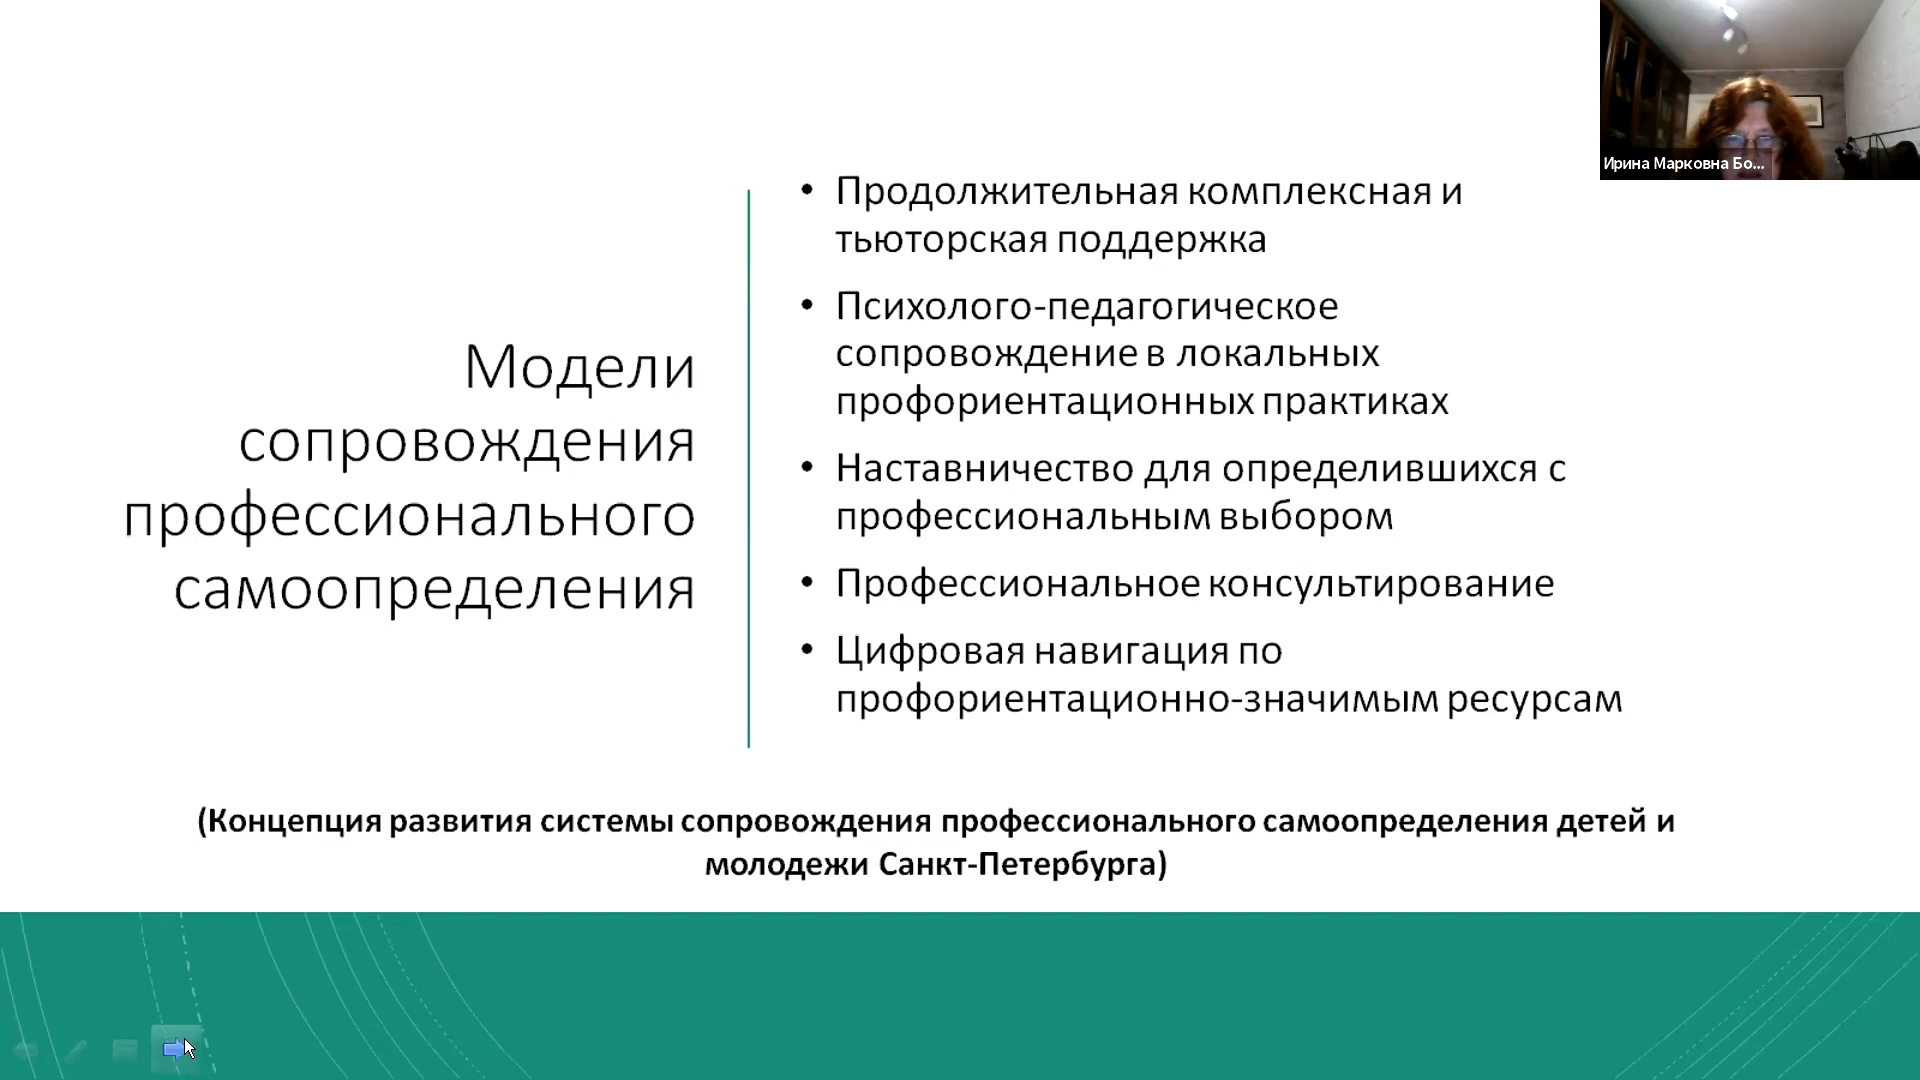 Ирина Марковна Бо...
Модели
сопровождения
профессионального
самоопределения
• Продолжительная комплексная и
тьюторская поддержка
• Психолого-педагогическое
сопровождение в локальных
профориентационных практиках
• Наставничество для определившихся с
профессиональным выбором
• Профессиональное консультирование
• Цифровая навигация по
профориентационно-значимым ресурсам
(Концепция развития системы сопровождения профессионального самоопределения детей и
молодежи Санкт-Петербурга)